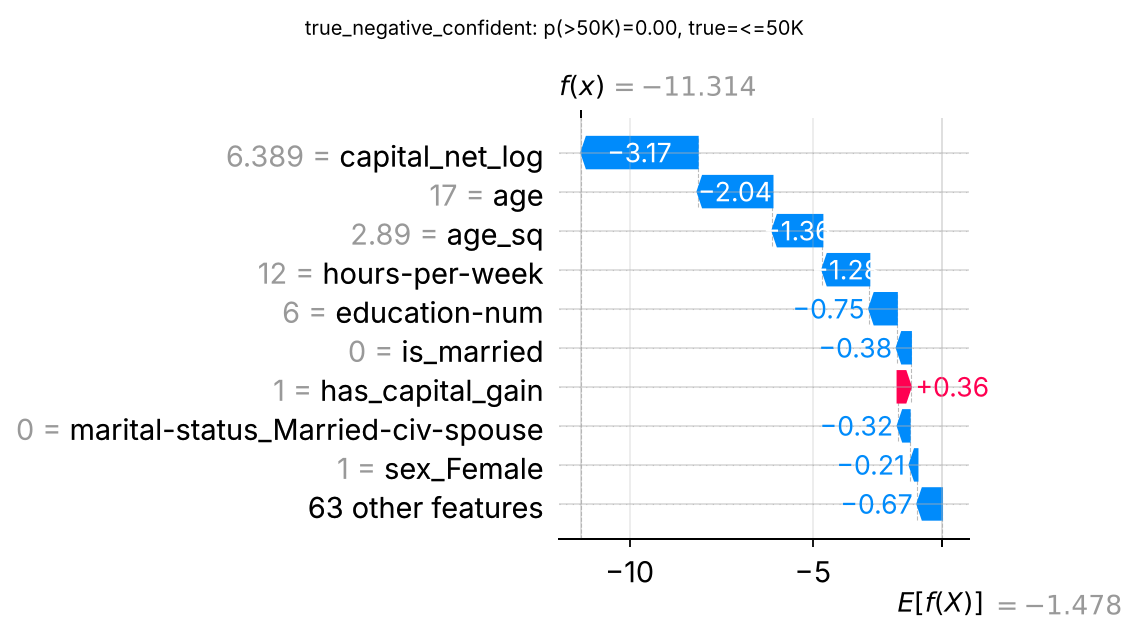 true_negative_confident: p(>50K)=0.00, true=<=50K
f(x) = −11.314
6.389 = capital_net_log −3.17
17 = age −2.04
2.89 = age_sq −1.36
12 = hours-per-week −1.28
6 = education-num −0.75
0 = is_married −0.38
1 = has_capital_gain +0.36
0 = marital-status_Married-civ-spouse −0.32
1 = sex_Female −0.21
63 other features −0.67
−10 −5
E[f(X)] = −1.478